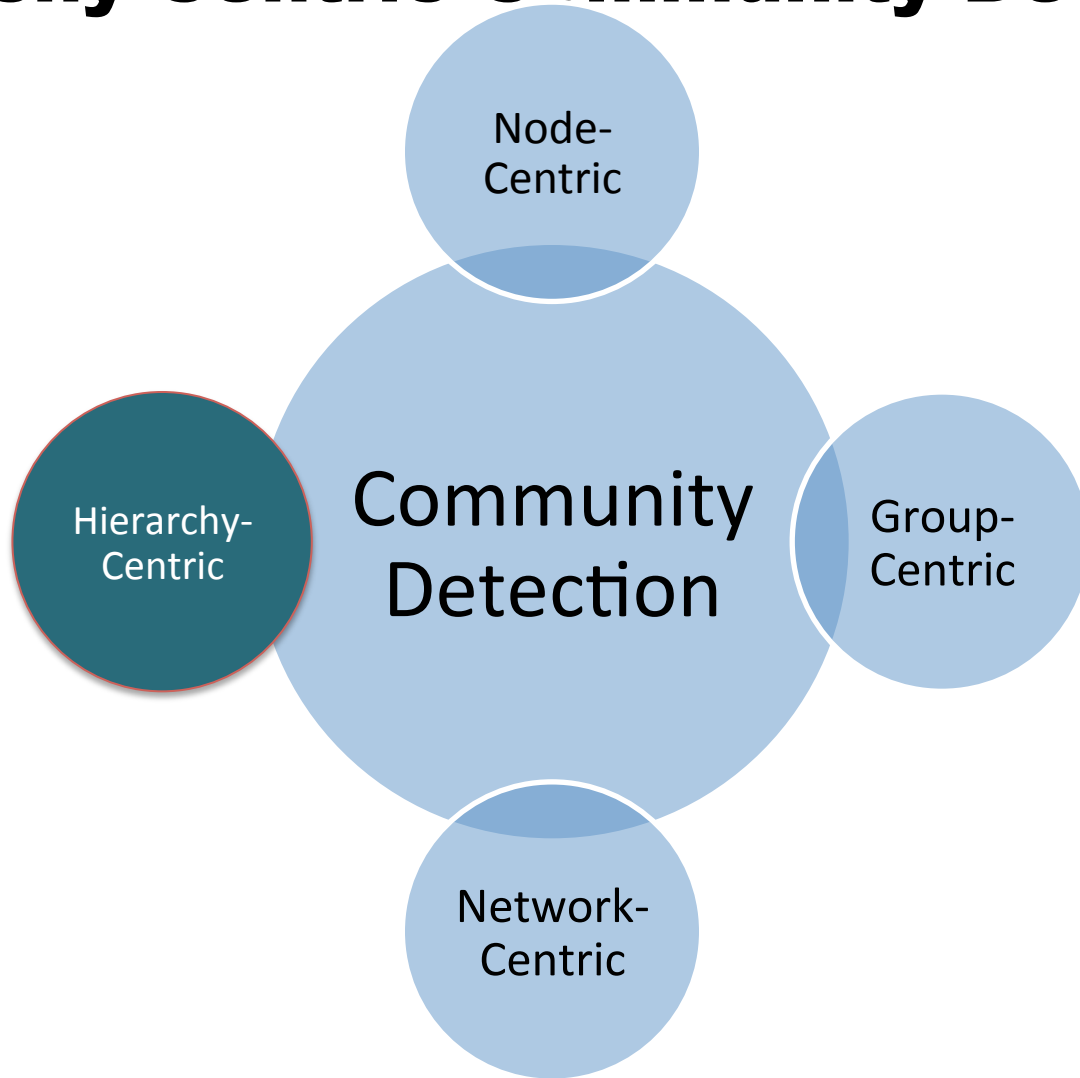 Node-
Centric
Hierarchy-
Centric
Community
Detection
Group-
Centric
Network-
Centric